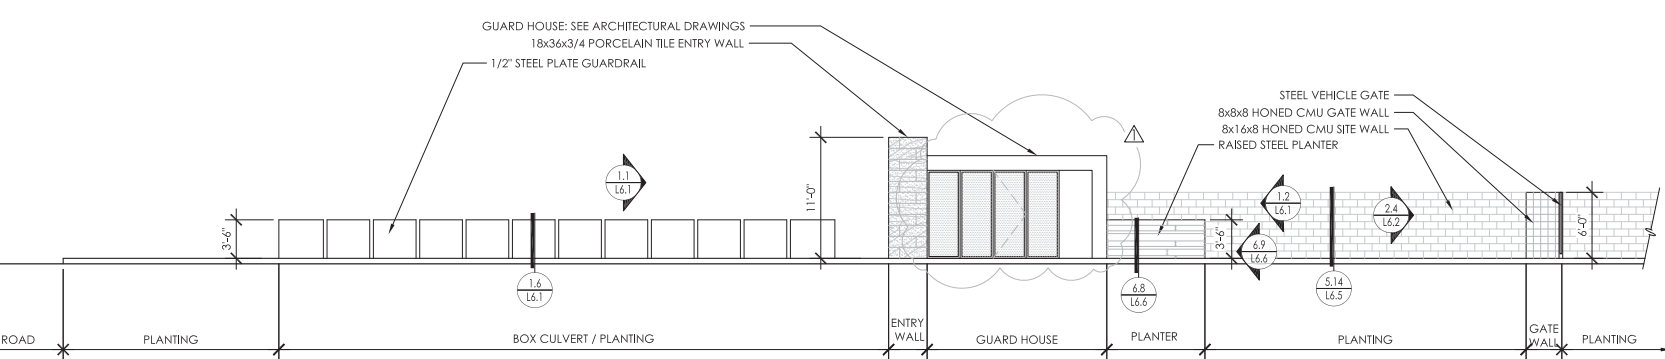 GUARD HOUSE: SEE ARCHITECTURAL DRAWINGS
18x36x3/4 PORCELAIN TILE ENTRY WALL
1/2" STEEL PLATE GUARDRAIL
STEEL VEHICLE GATE
8x8x8 HONED CMU GATE WALL
8x16x8 HONED CMU SITE WALL
RAISED STEEL PLANTER
1
1.1
L6.1
11'-0"
3'-6"
1.2
L6.1
2.4
L6.2
6'-0"
3'-6"
6.9
L6.6
1.6
L6.1
6.8
L6.6
5.14
L6.5
ROAD
PLANTING
BOX CULVERT / PLANTING
ENTRY
WALL
GUARD HOUSE
PLANTER
PLANTING
GATE
WALL
PLANTING